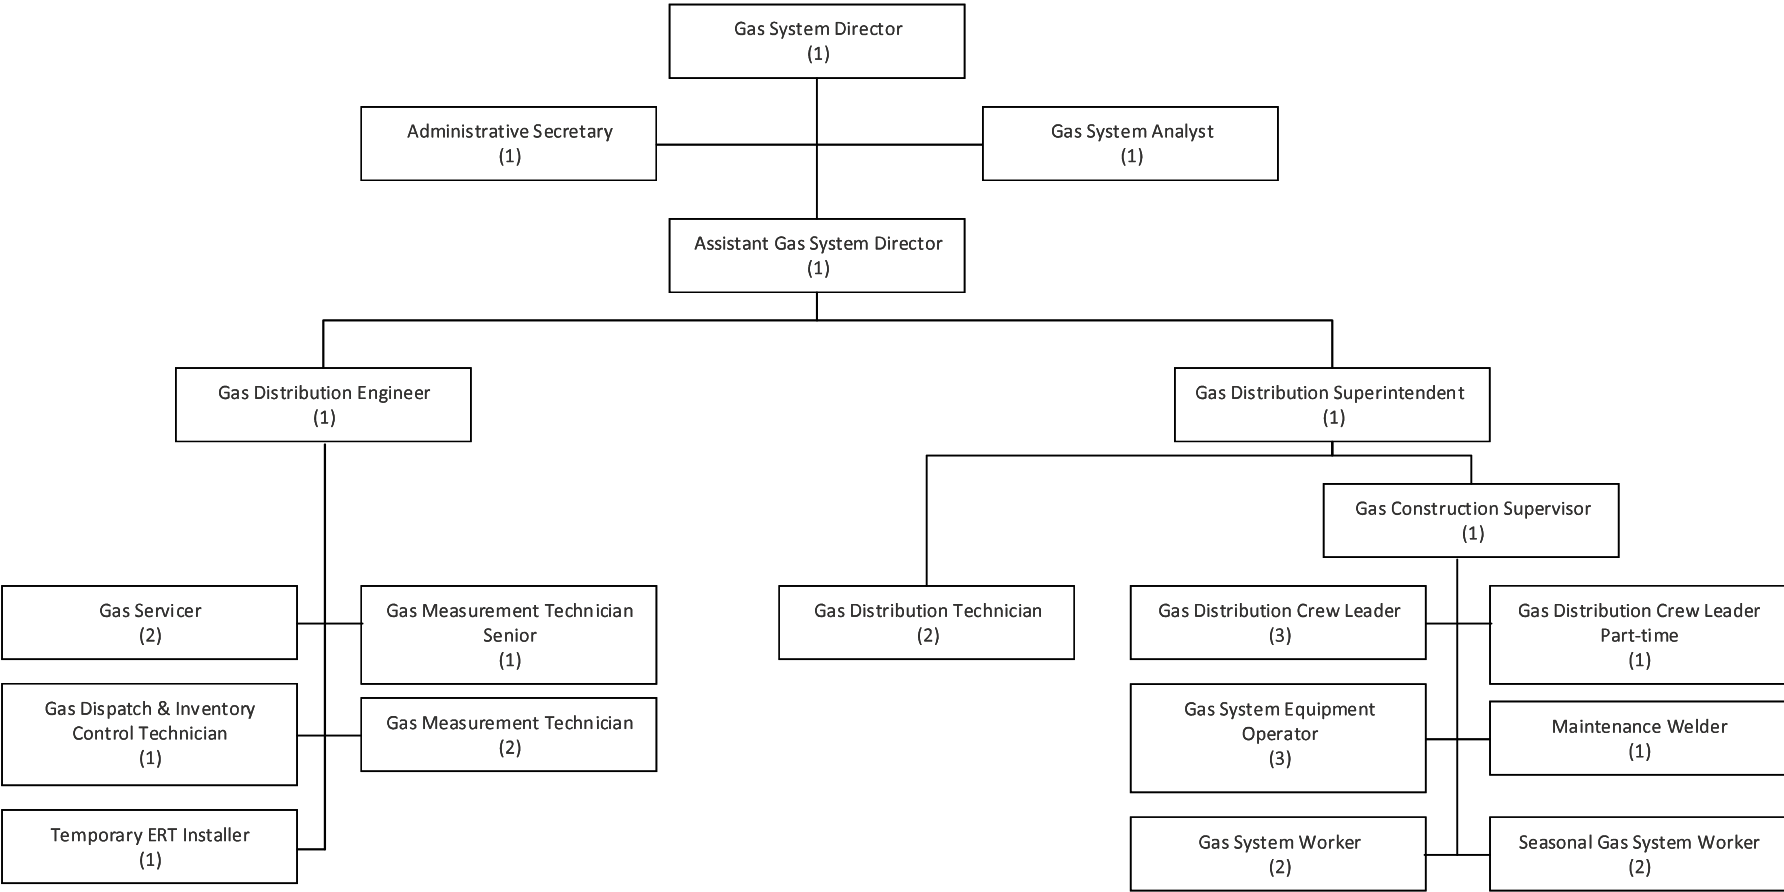 Gas System Director
(1)
Administrative Secretary
(1)
Gas System Analyst
(1)
Assistant Gas System Director
(1)
Gas Distribution Engineer
(1)
Gas Distribution Superintendent
(1)
Gas Construction Supervisor
(1)
Gas Servicer
(2)
Gas Measurement Technician
Senior
(1)
Gas Distribution Technician
(2)
Gas Distribution Crew Leader
(3)
Gas Distribution Crew Leader
Part-time
(1)
Gas Dispatch & Inventory
Control Technician
(1)
Gas Measurement Technician
(2)
Gas System Equipment
Operator
(3)
Maintenance Welder
(1)
Temporary ERT Installer
(1)
Gas System Worker
(2)
Seasonal Gas System Worker
(2)